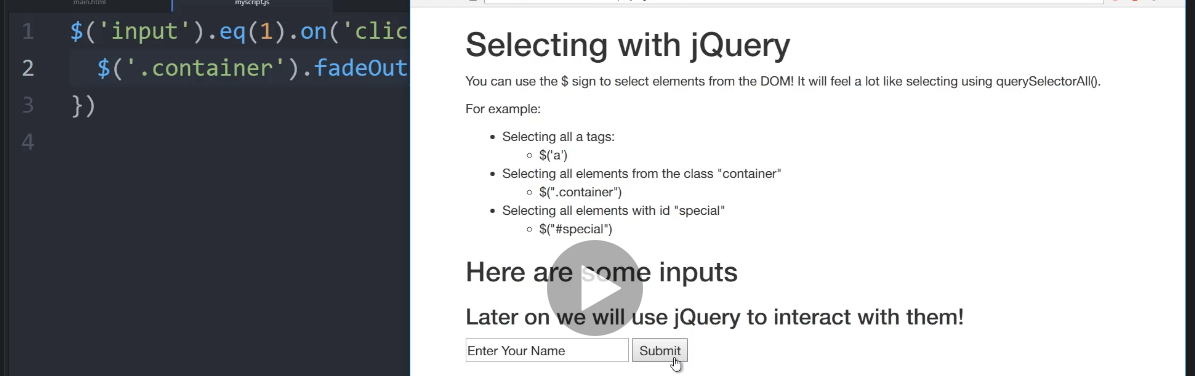 main.html
myscript.js
1 $('input').eq(1).on('clic
2 $('.container').fadeOut
3 })
4
Selecting with jQuery
You can use the $ sign to select elements from the DOM! It will feel a lot like selecting using querySelectorAll().
For example:
Selecting all a tags:
$('a')
Selecting all elements from the class "container"
$(".container")
Selecting all elements with id "special"
$("#special")
Here are some inputs
Later on we will use jQuery to interact with them!
Enter Your Name
Submit